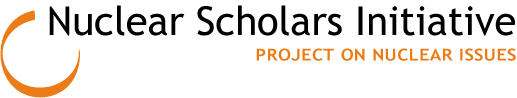 Nuclear Scholars Initiative
PROJECT ON NUCLEAR ISSUES